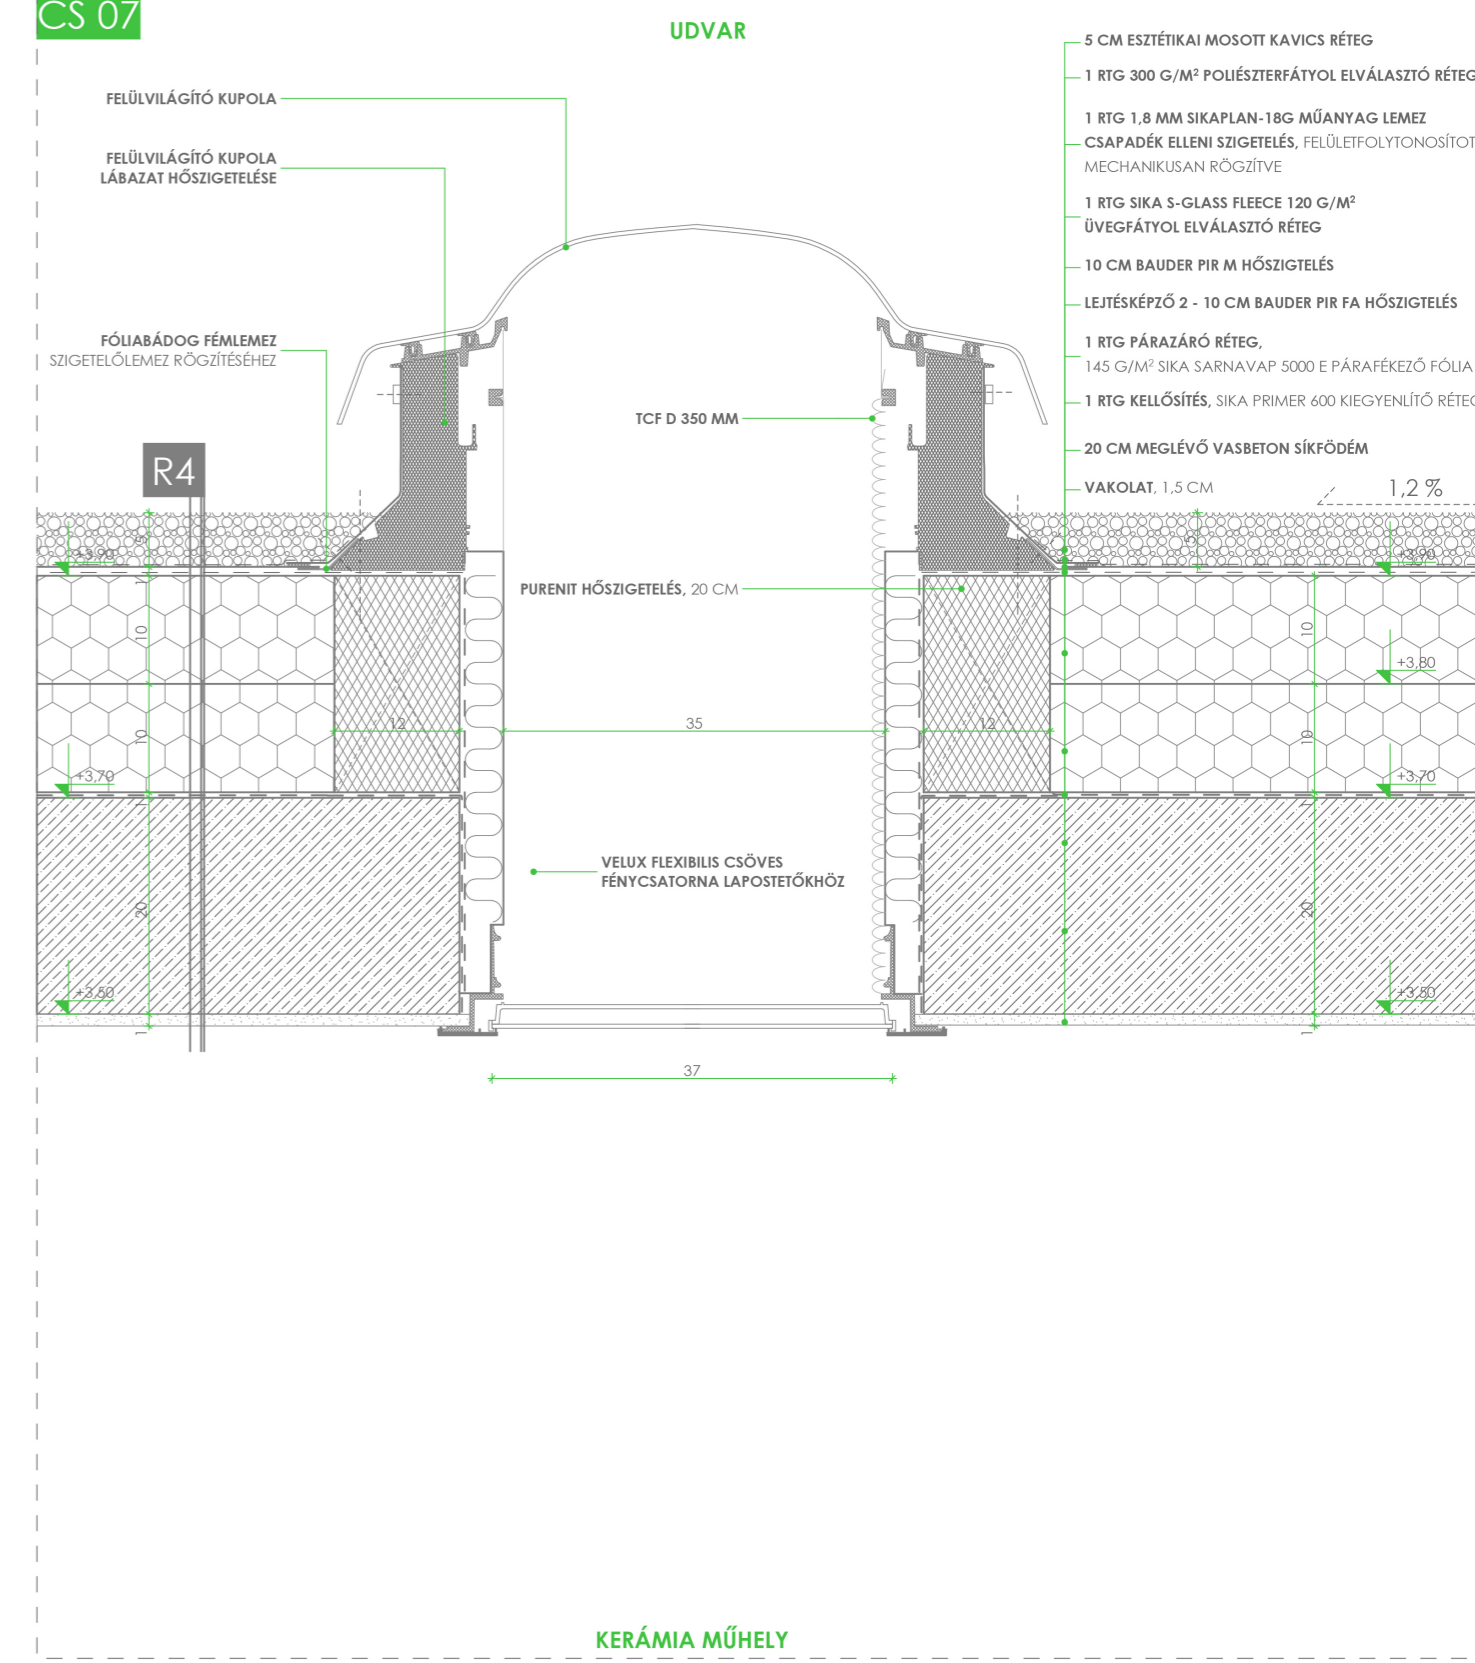 CS 07
UDVAR
FELÜLVILÁGÍTÓ KUPOLA
FELÜLVILÁGÍTÓ KUPOLA
LÁBAZAT HŐSZIGETELÉSE
FÓLIABÁDOG FÉMLEMEZ
SZIGETELŐLEMEZ RÖGZÍTÉSÉHEZ
R4
5 CM ESZTÉTIKAI MOSOTT KAVICS RÉTEG
1 RTG 300 G/M² POLIÉSZTERFÁTYOL ELVÁLASZTÓ RÉTEG
1 RTG 1,8 MM SIKAPLAN-18G MŰANYAG LEMEZ
CSAPADÉK ELLENI SZIGETELÉS, FELÜLETFOLYTONOSÍTOT
MECHANIKUSAN RÖGZÍTVE
1 RTG SIKA S-GLASS FLEECE 120 G/M²
ÜVEGFÁTYOL ELVÁLASZTÓ RÉTEG
10 CM BAUDER PIR M HŐSZIGTELÉS
LEJTÉSKÉPZŐ 2 - 10 CM BAUDER PIR FA HŐSZIGTELÉS
1 RTG PÁRAZÁRÓ RÉTEG,
145 G/M² SIKA SARNAVAP 5000 E PÁRAFÉKEZŐ FÓLIA
1 RTG KELLŐSÍTÉS, SIKA PRIMER 600 KIEGYENLÍTŐ RÉTEG
20 CM MEGLÉVŐ VASBETON SÍKFÖDÉM
VAKOLAT, 1,5 CM
1,2 %
TCF D 350 MM
PURENIT HŐSZIGETELÉS, 20 CM
VELUX FLEXIBILIS CSÖVES
FÉNYCSATORNA LAPOSTETŐKHÖZ
5
5
+3,90
+3,90
1
10
10
+3,80
12
35
12
10
10
+3,70
+3,70
1
1
20
20
+3,50
+3,50
1
1
37
KERÁMIA MŰHELY